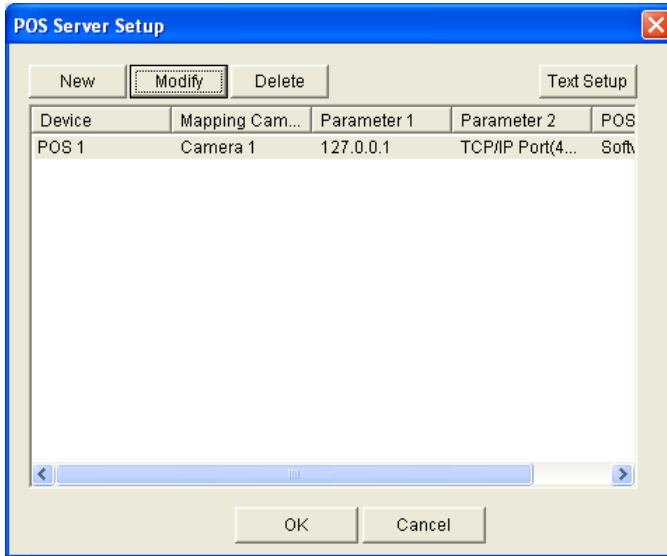 POS Server Setup
New Modify Delete Text Setup
Device Mapping Cam... Parameter 1 Parameter 2 POS
POS 1 Camera 1 127.0.0.1 TCP/IP Port(4... Softw
OK Cancel